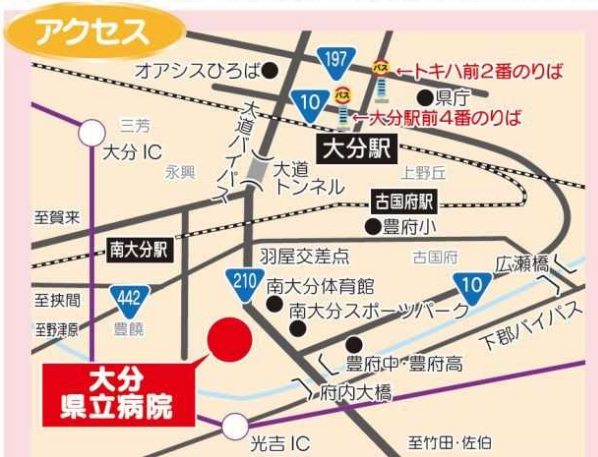 アクセス
オアシスひろば
197
バス
←トキハ前2番のりば
10
バス
県庁
←大分駅前4番のりば
三芳
大分IC
永興
大道バイパス
大道
トンネル
大分駅
上野丘
古国府駅
豊府小
至賀来
南大分駅
羽屋交差点
古国府
広瀬橋
至挟間
442
210
南大分体育館
10
至野津原
豊饒
南大分スポーツパーク
下郡バイパス
豊府中・豊府高
大分
県立病院
府内大橋
光吉IC
至竹田・佐伯